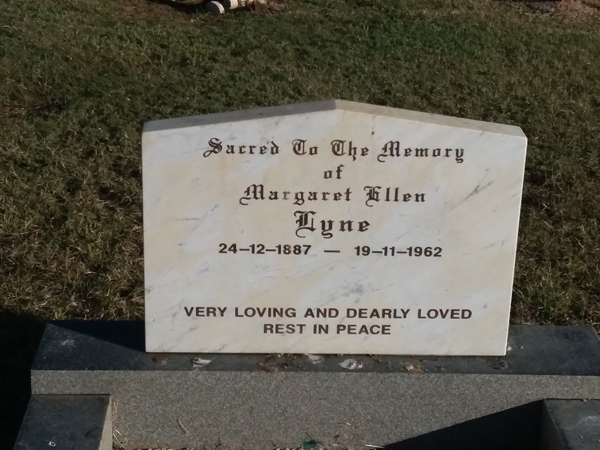 Sacred To The Memory
of
Margaret Ellen
Lyne
24–12–1887 — 19–11–1962
VERY LOVING AND DEARLY LOVED
REST IN PEACE